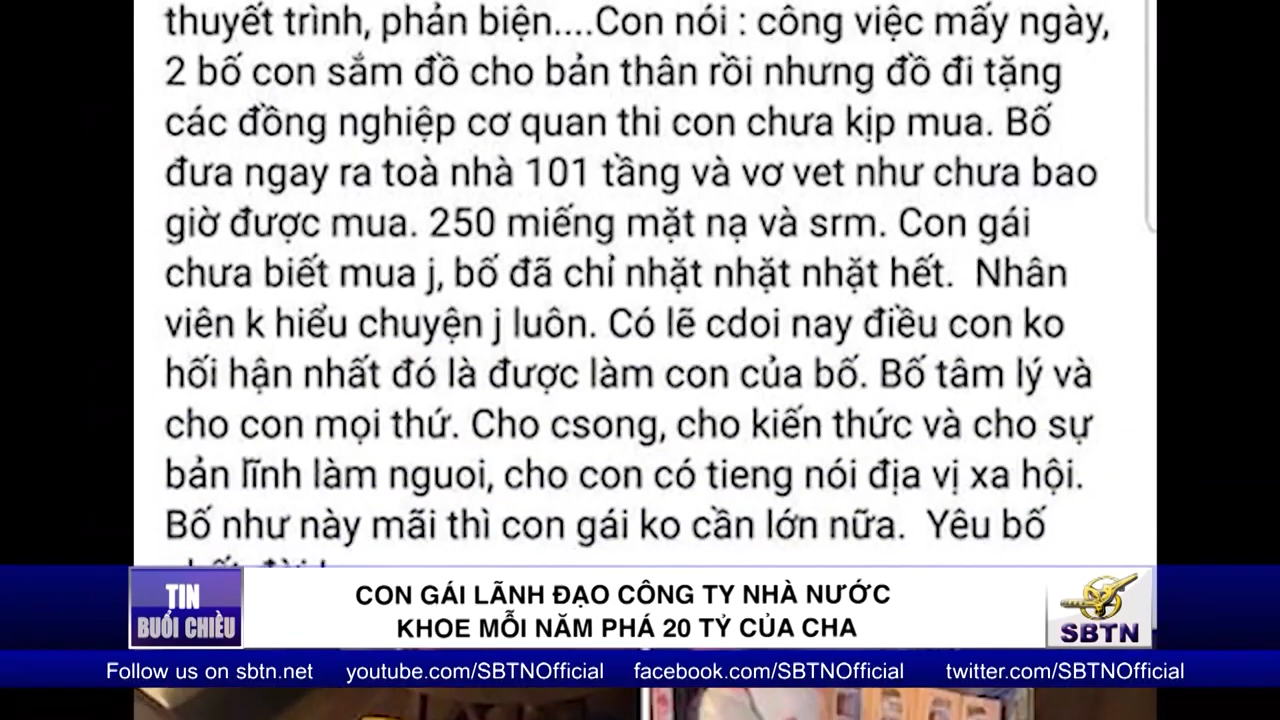 thuyết trình, phản biện....Con nói : công việc mấy ngày,
2 bố con sắm đồ cho bản thân rồi nhưng đồ đi tặng
các đồng nghiệp cơ quan thi con chưa kịp mua. Bố
đưa ngay ra toà nhà 101 tầng và vơ vet như chưa bao
giờ được mua. 250 miếng mặt nạ và srm. Con gái
chưa biết mua j, bố đã chỉ nhặt nhặt nhặt hết. Nhân
viên k hiểu chuyện j luôn. Có lẽ cdoi nay điều con ko
hối hận nhất đó là được làm con của bố. Bố tâm lý và
cho con mọi thứ. Cho csong, cho kiến thức và cho sự
bản lĩnh làm nguoi, cho con có tieng nói địa vị xa hội.
Bố như này mãi thì con gái ko cần lớn nữa. Yêu bố
TIN
BUỔI CHIỀU
CON GÁI LÃNH ĐẠO CÔNG TY NHÀ NƯỚC
KHOE MỖI NĂM PHÁ 20 TỶ CỦA CHA
SBTN
Follow us on sbtn.net youtube.com/SBTNOfficial facebook.com/SBTNOfficial twitter.com/SBTNOfficial